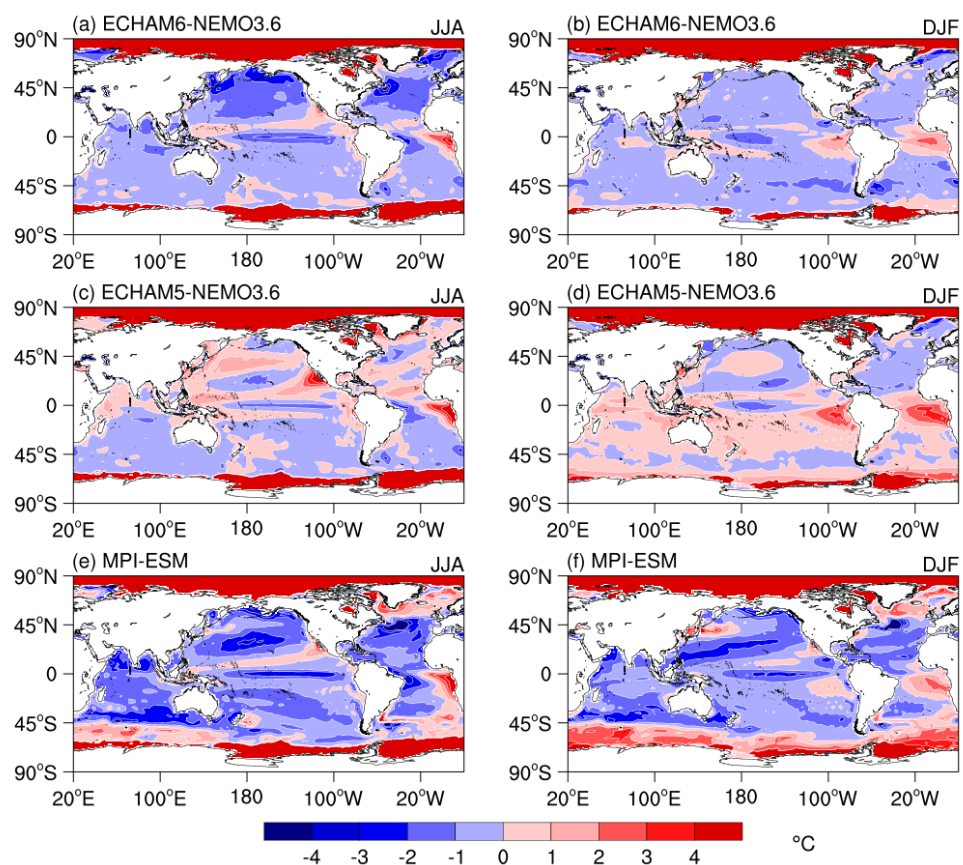 (a) ECHAM6-NEMO3.6 JJA
(b) ECHAM6-NEMO3.6 DJF
90°N
45°N
0
45°S
90°S
20°E 100°E 180 100°W 20°W
90°N
45°N
0
45°S
90°S
20°E 100°E 180 100°W 20°W
(c) ECHAM5-NEMO3.6 JJA
(d) ECHAM5-NEMO3.6 DJF
90°N
45°N
0
45°S
90°S
20°E 100°E 180 100°W 20°W
90°N
45°N
0
45°S
90°S
20°E 100°E 180 100°W 20°W
(e) MPI-ESM JJA
(f) MPI-ESM DJF
90°N
45°N
0
45°S
90°S
20°E 100°E 180 100°W 20°W
90°N
45°N
0
45°S
90°S
20°E 100°E 180 100°W 20°W
-4 -3 -2 -1 0 1 2 3 4 °C